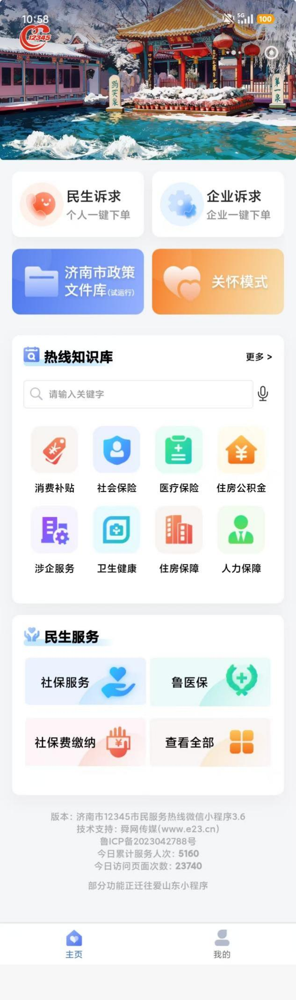 10:58
5G
100
12345
趵突泉
第一泉
民生诉求
个人一键下单
企业诉求
企业一键下单
济南市政策
文件库(试运行)
关怀模式
热线知识库
更多 >
请输入关键字
消费补贴
社会保险
医疗保险
住房公积金
涉企服务
卫生健康
住房保障
人力保障
民生服务
社保服务
鲁医保
社保费缴纳
查看全部
版本：济南市12345市民服务热线微信小程序3.6
技术支持：舜网传媒(www.e23.cn)
鲁ICP备2023042788号
今日累计服务人次：5160
今日访问页面次数：23740
部分功能正迁往爱山东小程序
主页
我的